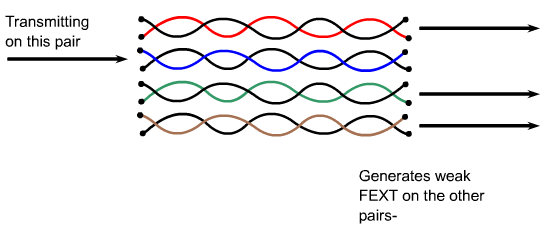 Transmitting
on this pair
Generates weak
FEXT on the other
pairs-